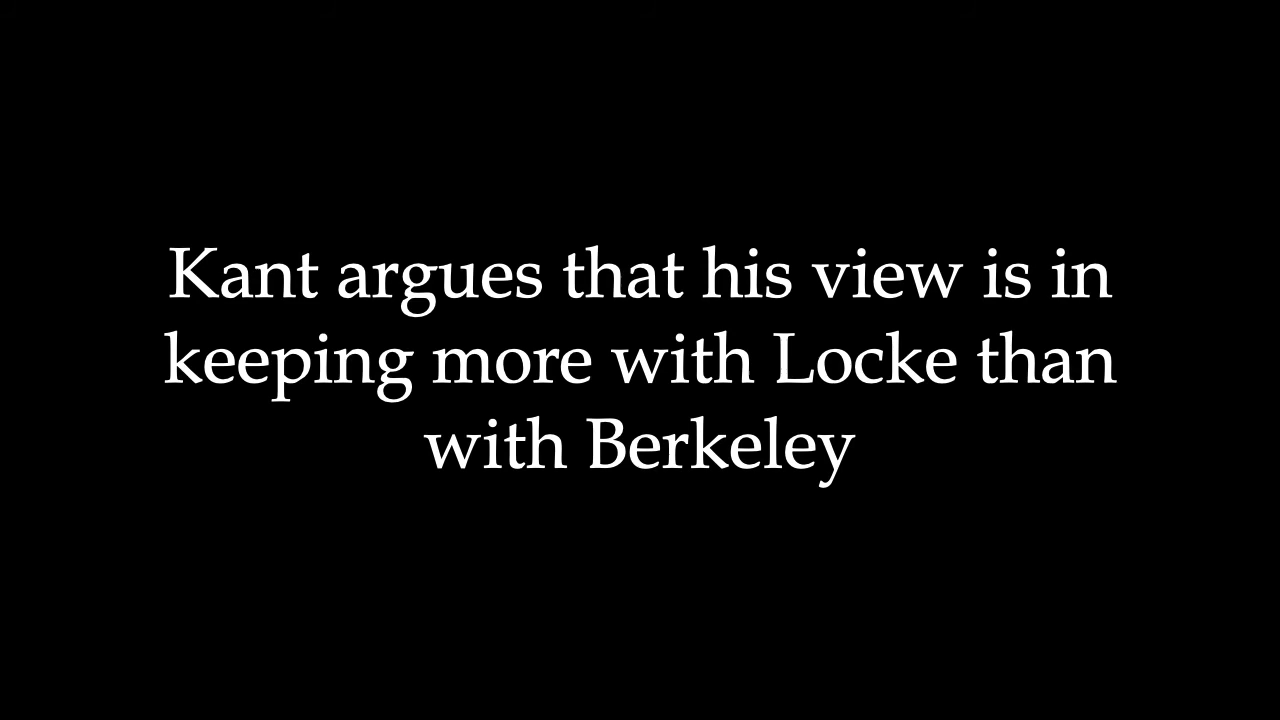 Kant argues that his view is in
keeping more with Locke than
with Berkeley